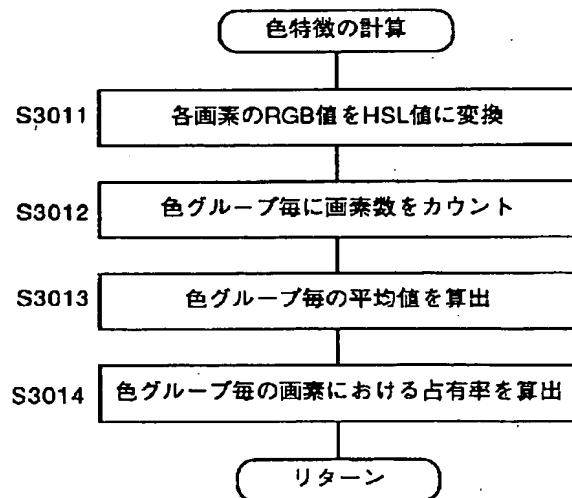 色特徴の計算
S3011 各画素のRGB値をHSL値に変換
S3012 色グループ毎に画素数をカウント
S3013 色グループ毎の平均値を算出
S3014 色グループ毎の画素における占有率を算出
リターン